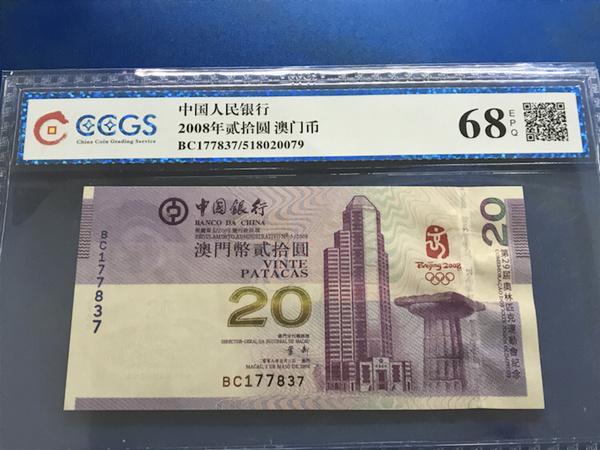 CCGS
China Coin Grading Service
中国人民银行
2008年贰拾圆 澳门币
BC177837/518020079
68
EPQ
中國銀行
BANCO DA CHINA
澳門幣貳拾圓
VINTE
PATACAS
20
BC177837
BC177837
Beijing 2008
20
第29屆奧林匹克運動會紀念